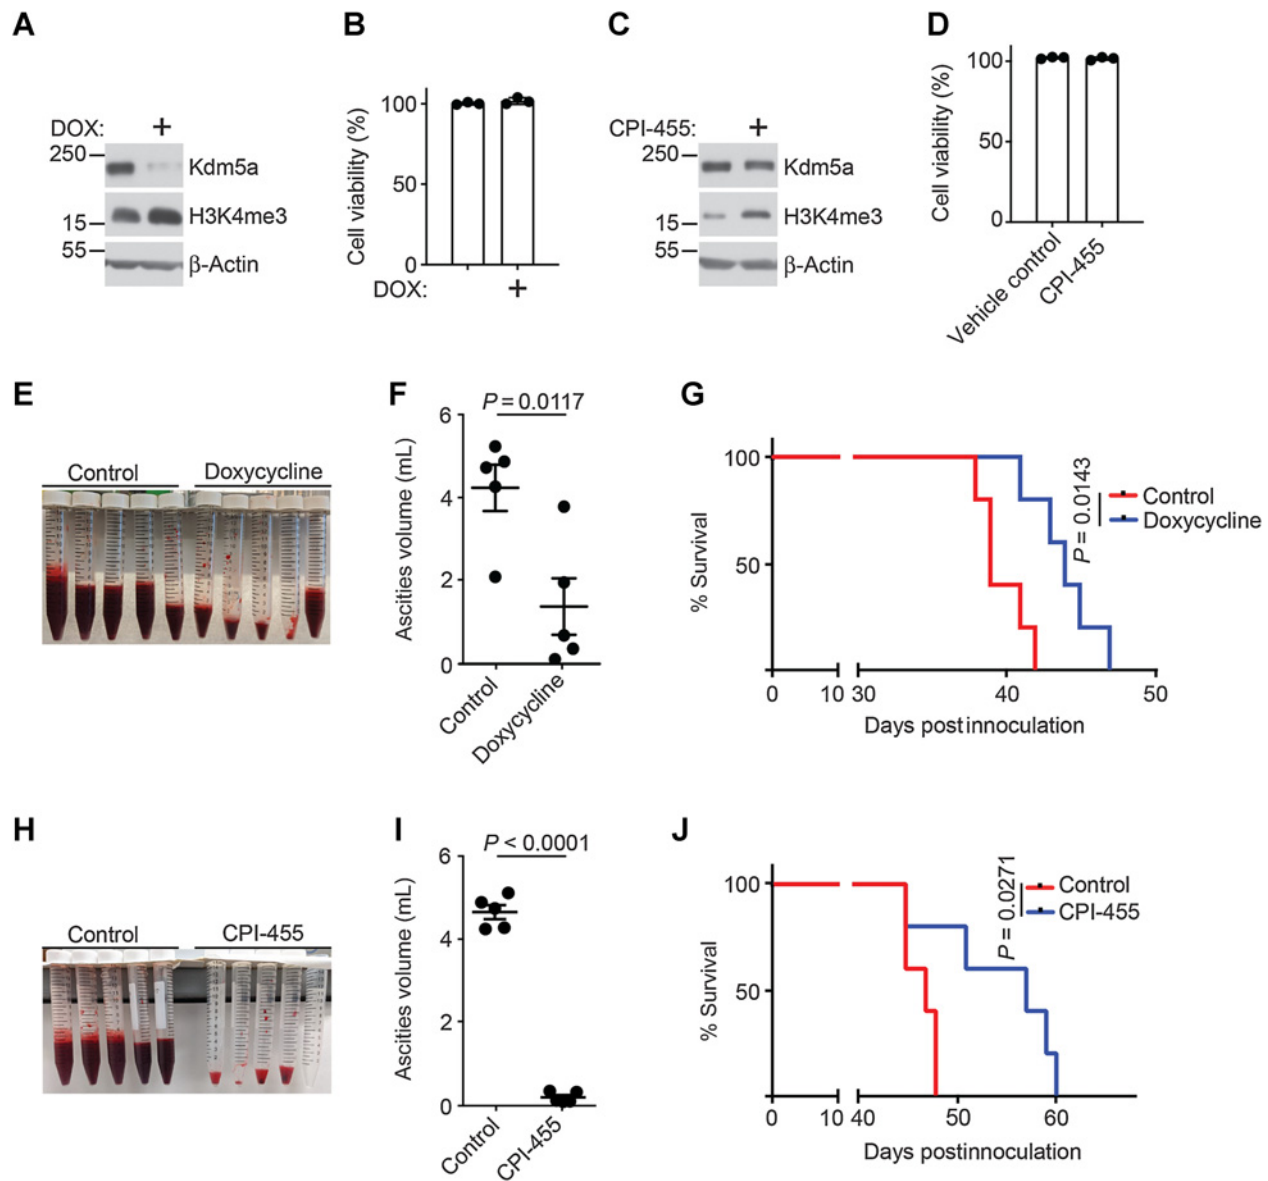 A
DOX: +
250
Kdm5a
15
H3K4me3
55
β-Actin
B
Cell viability (%)
100
50
0
DOX: +
C
CPI-455: +
250
Kdm5a
15
H3K4me3
55
β-Actin
D
Cell viability (%)
100
50
0
Vehicle control
CPI-455
E
Control
Doxycycline
F
P = 0.0117
Ascities volume (mL)
6
4
2
0
Control
Doxycycline
G
% Survival
100
50
0 10 30 40 50
Days postinnoculation
P = 0.0143
Control
Doxycycline
H
Control
CPI-455
I
P < 0.0001
Ascities volume (mL)
6
4
2
0
Control
CPI-455
J
% Survival
100
50
0 10 40 50 60
Days postinnoculation
P = 0.0271
Control
CPI-455